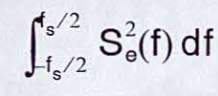 ∫_{-f_s/2}^{f_s/2} S_e^2(f) df